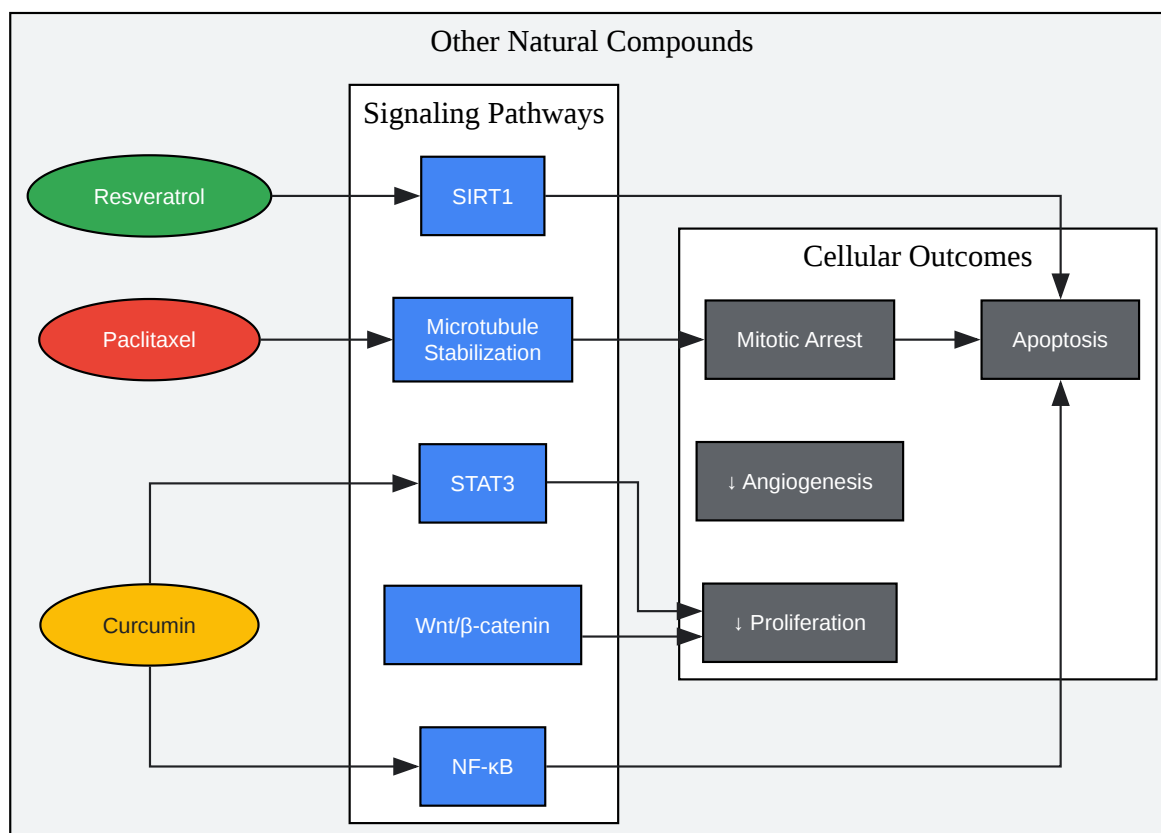 Other Natural Compounds
Signaling Pathways
Resveratrol
SIRT1
Cellular Outcomes
Paclitaxel
Microtubule
Stabilization
Mitotic Arrest
Apoptosis
STAT3
↓ Angiogenesis
Curcumin
Wnt/β-catenin
↓ Proliferation
NF-κB